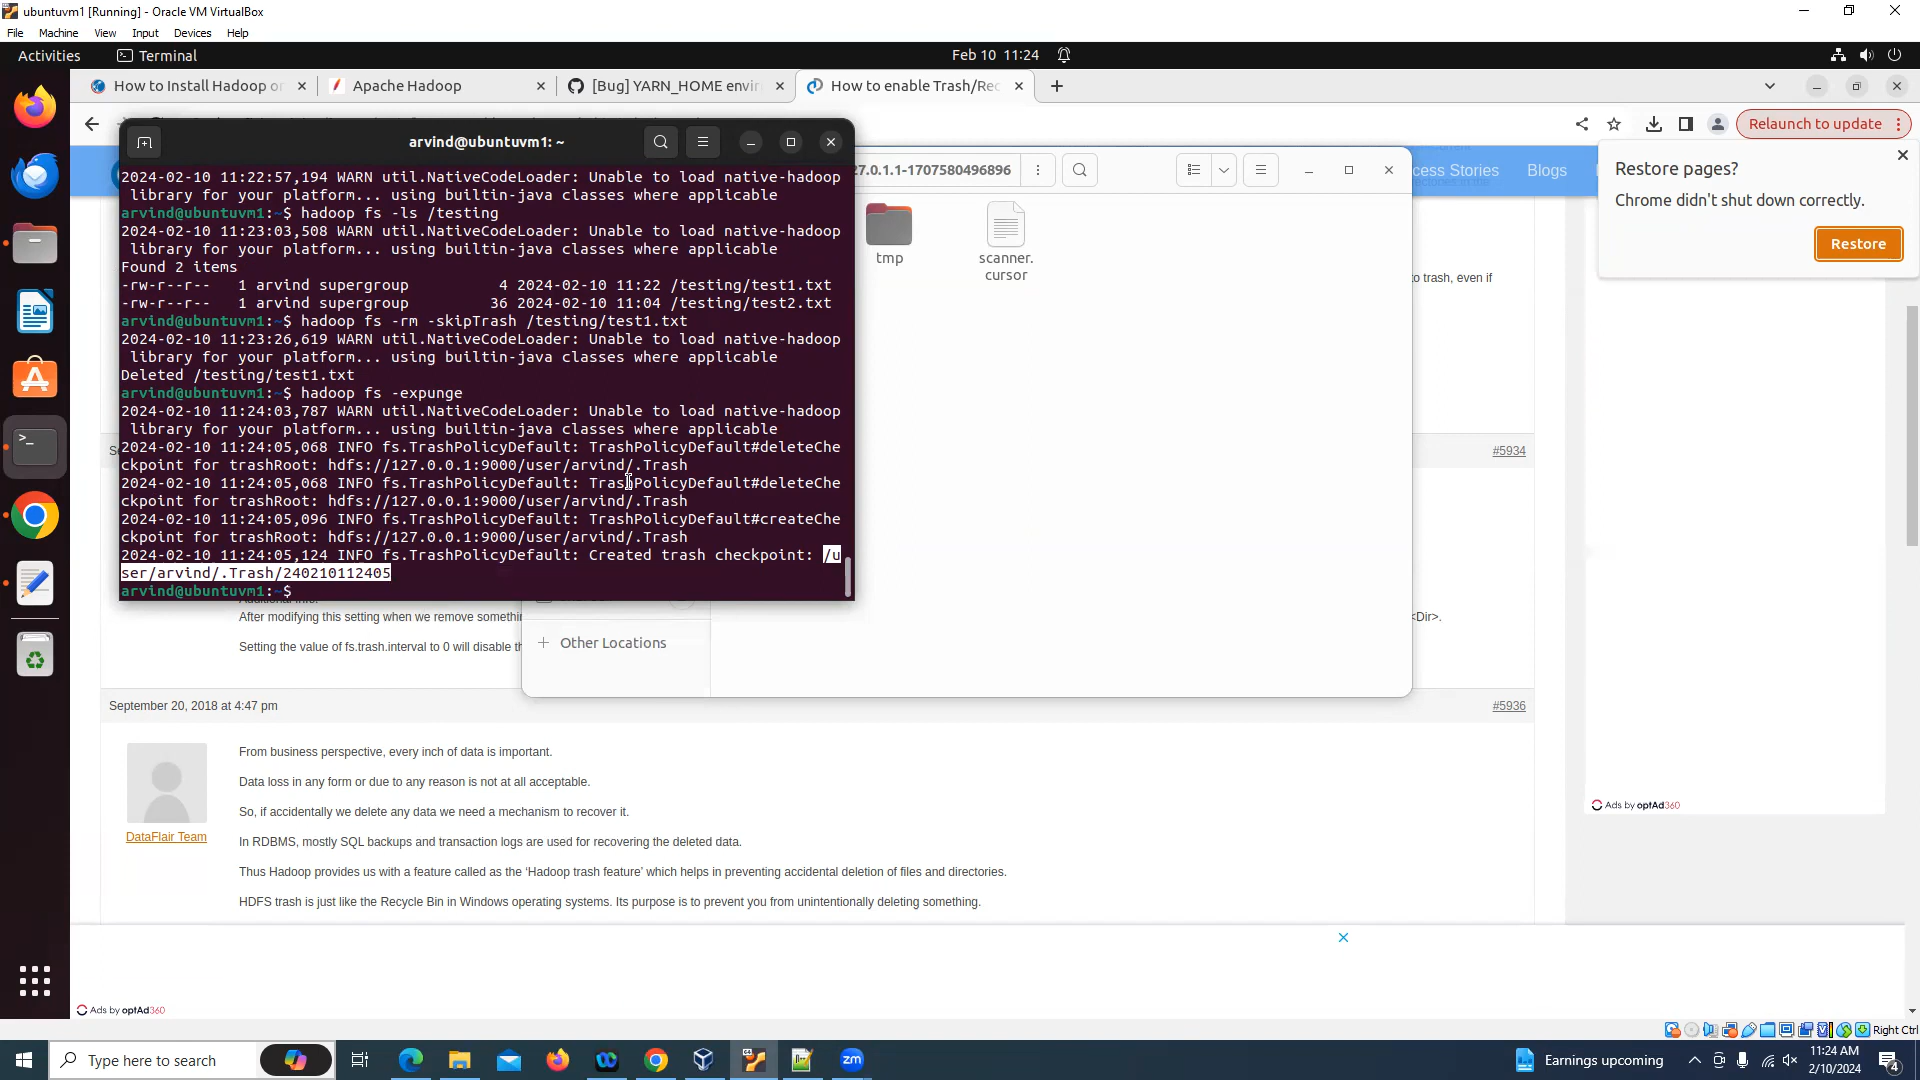 ubuntuvm1 [Running] - Oracle VM VirtualBox
File Machine View Input Devices Help
Activities Terminal Feb 10 11:24
How to Install Hadoop or Apache Hadoop [Bug] YARN_HOME envir How to enable Trash/Rec
Relaunch to update
arvind@ubuntuvm1: ~
27.0.1.1-1707580496896
cess Stories Blogs
Restore pages?
Chrome didn't shut down correctly.
Restore
2024-02-10 11:22:57,194 WARN util.NativeCodeLoader: Unable to load native-hadoop
library for your platform... using builtin-java classes where applicable
arvind@ubuntuvm1:~$ hadoop fs -ls /testing
2024-02-10 11:23:03,508 WARN util.NativeCodeLoader: Unable to load native-hadoop
library for your platform... using builtin-java classes where applicable
Found 2 items
-rw-r--r-- 1 arvind supergroup 4 2024-02-10 11:22 /testing/test1.txt
-rw-r--r-- 1 arvind supergroup 36 2024-02-10 11:04 /testing/test2.txt
arvind@ubuntuvm1:~$ hadoop fs -rm -skipTrash /testing/test1.txt
2024-02-10 11:23:26,619 WARN util.NativeCodeLoader: Unable to load native-hadoop
library for your platform... using builtin-java classes where applicable
Deleted /testing/test1.txt
arvind@ubuntuvm1:~$ hadoop fs -expunge
2024-02-10 11:24:03,787 WARN util.NativeCodeLoader: Unable to load native-hadoop
library for your platform... using builtin-java classes where applicable
2024-02-10 11:24:05,068 INFO fs.TrashPolicyDefault: TrashPolicyDefault#deleteChe
ckpoint for trashRoot: hdfs://127.0.0.1:9000/user/arvind/.Trash
2024-02-10 11:24:05,068 INFO fs.TrashPolicyDefault: TrashPolicyDefault#deleteChe
ckpoint for trashRoot: hdfs://127.0.0.1:9000/user/arvind/.Trash
2024-02-10 11:24:05,096 INFO fs.TrashPolicyDefault: TrashPolicyDefault#createChe
ckpoint for trashRoot: hdfs://127.0.0.1:9000/user/arvind/.Trash
2024-02-10 11:24:05,124 INFO fs.TrashPolicyDefault: Created trash checkpoint: /u
ser/arvind/.Trash/240210112405
arvind@ubuntuvm1:~$
tmp
scanner.
cursor
to trash, even if
#5934
Other Locations
After modifying this setting when we remove somethin
<Dir>.
Setting the value of fs.trash.interval to 0 will disable th
September 20, 2018 at 4:47 pm #5936
DataFlair Team
From business perspective, every inch of data is important.
Data loss in any form or due to any reason is not at all acceptable.
So, if accidentally we delete any data we need a mechanism to recover it.
In RDBMS, mostly SQL backups and transaction logs are used for recovering the deleted data.
Thus Hadoop provides us with a feature called as the ‘Hadoop trash feature’ which helps in preventing accidental deletion of files and directories.
HDFS trash is just like the Recycle Bin in Windows operating systems. Its purpose is to prevent you from unintentionally deleting something.
Ads by optAd360
Ads by optAd360
Right Ctrl
Type here to search
Earnings upcoming
11:24 AM
2/10/2024
4